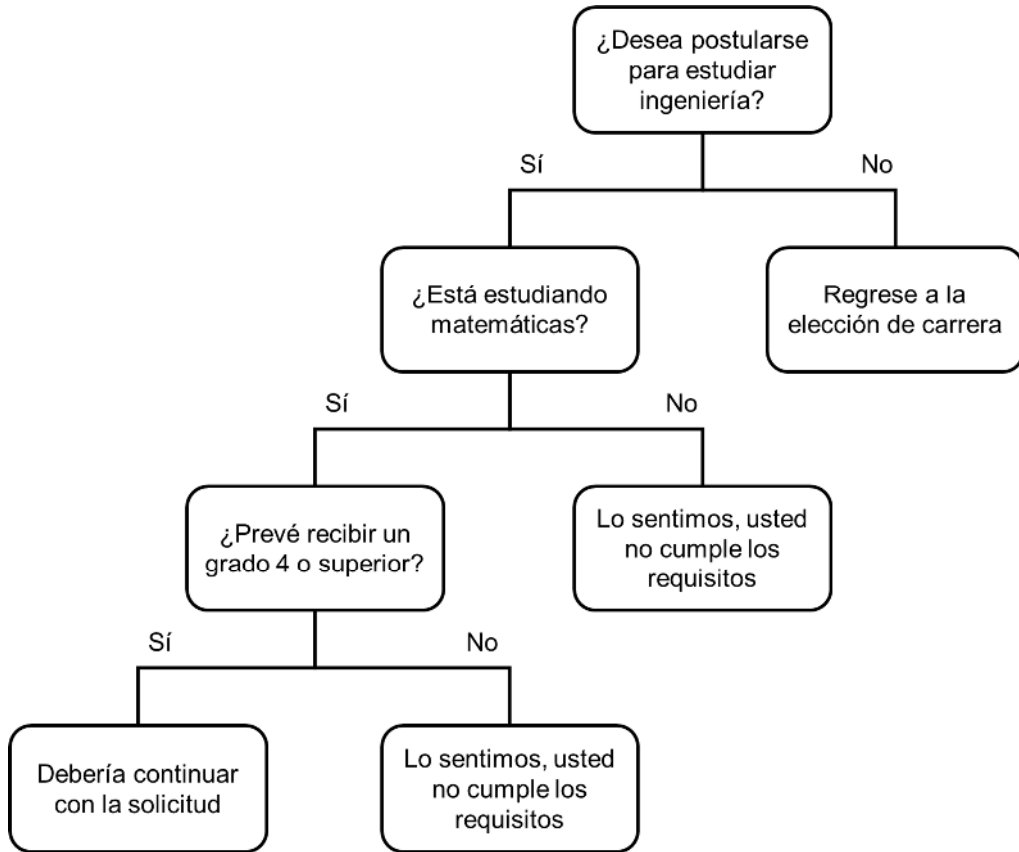 ¿Desea postularse
para estudiar
ingeniería?
Sí
No
¿Está estudiando
matemáticas?
Regrese a la
elección de carrera
Sí
No
¿Prevé recibir un
grado 4 o superior?
Lo sentimos, usted
no cumple los
requisitos
Sí
No
Debería continuar
con la solicitud
Lo sentimos, usted
no cumple los
requisitos